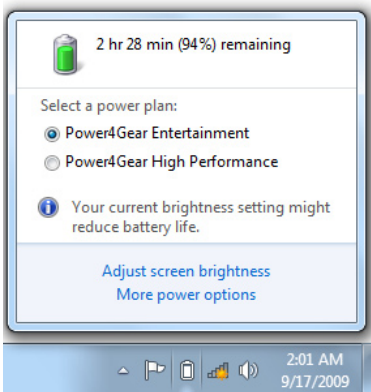 2 hr 28 min (94%) remaining
Select a power plan:
Power4Gear Entertainment
Power4Gear High Performance
Your current brightness setting might
reduce battery life.
Adjust screen brightness
More power options
2:01 AM
9/17/2009